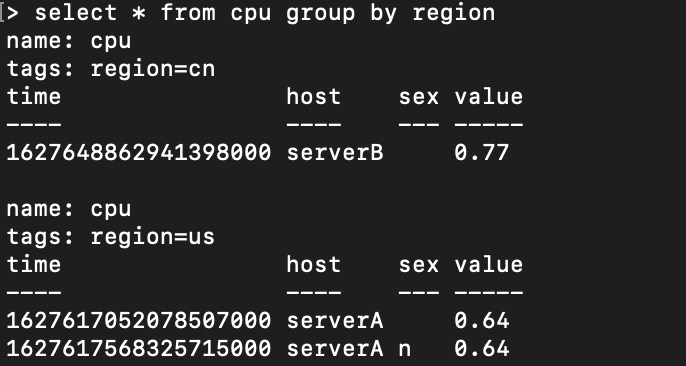 [> select * from cpu group by region
name: cpu
tags: region=cn
time                host    sex value
----                ----    --- -----
1627648862941398000 serverB     0.77

name: cpu
tags: region=us
time                host    sex value
----                ----    --- -----
1627617052078507000 serverA     0.64
1627617568325715000 serverA n   0.64